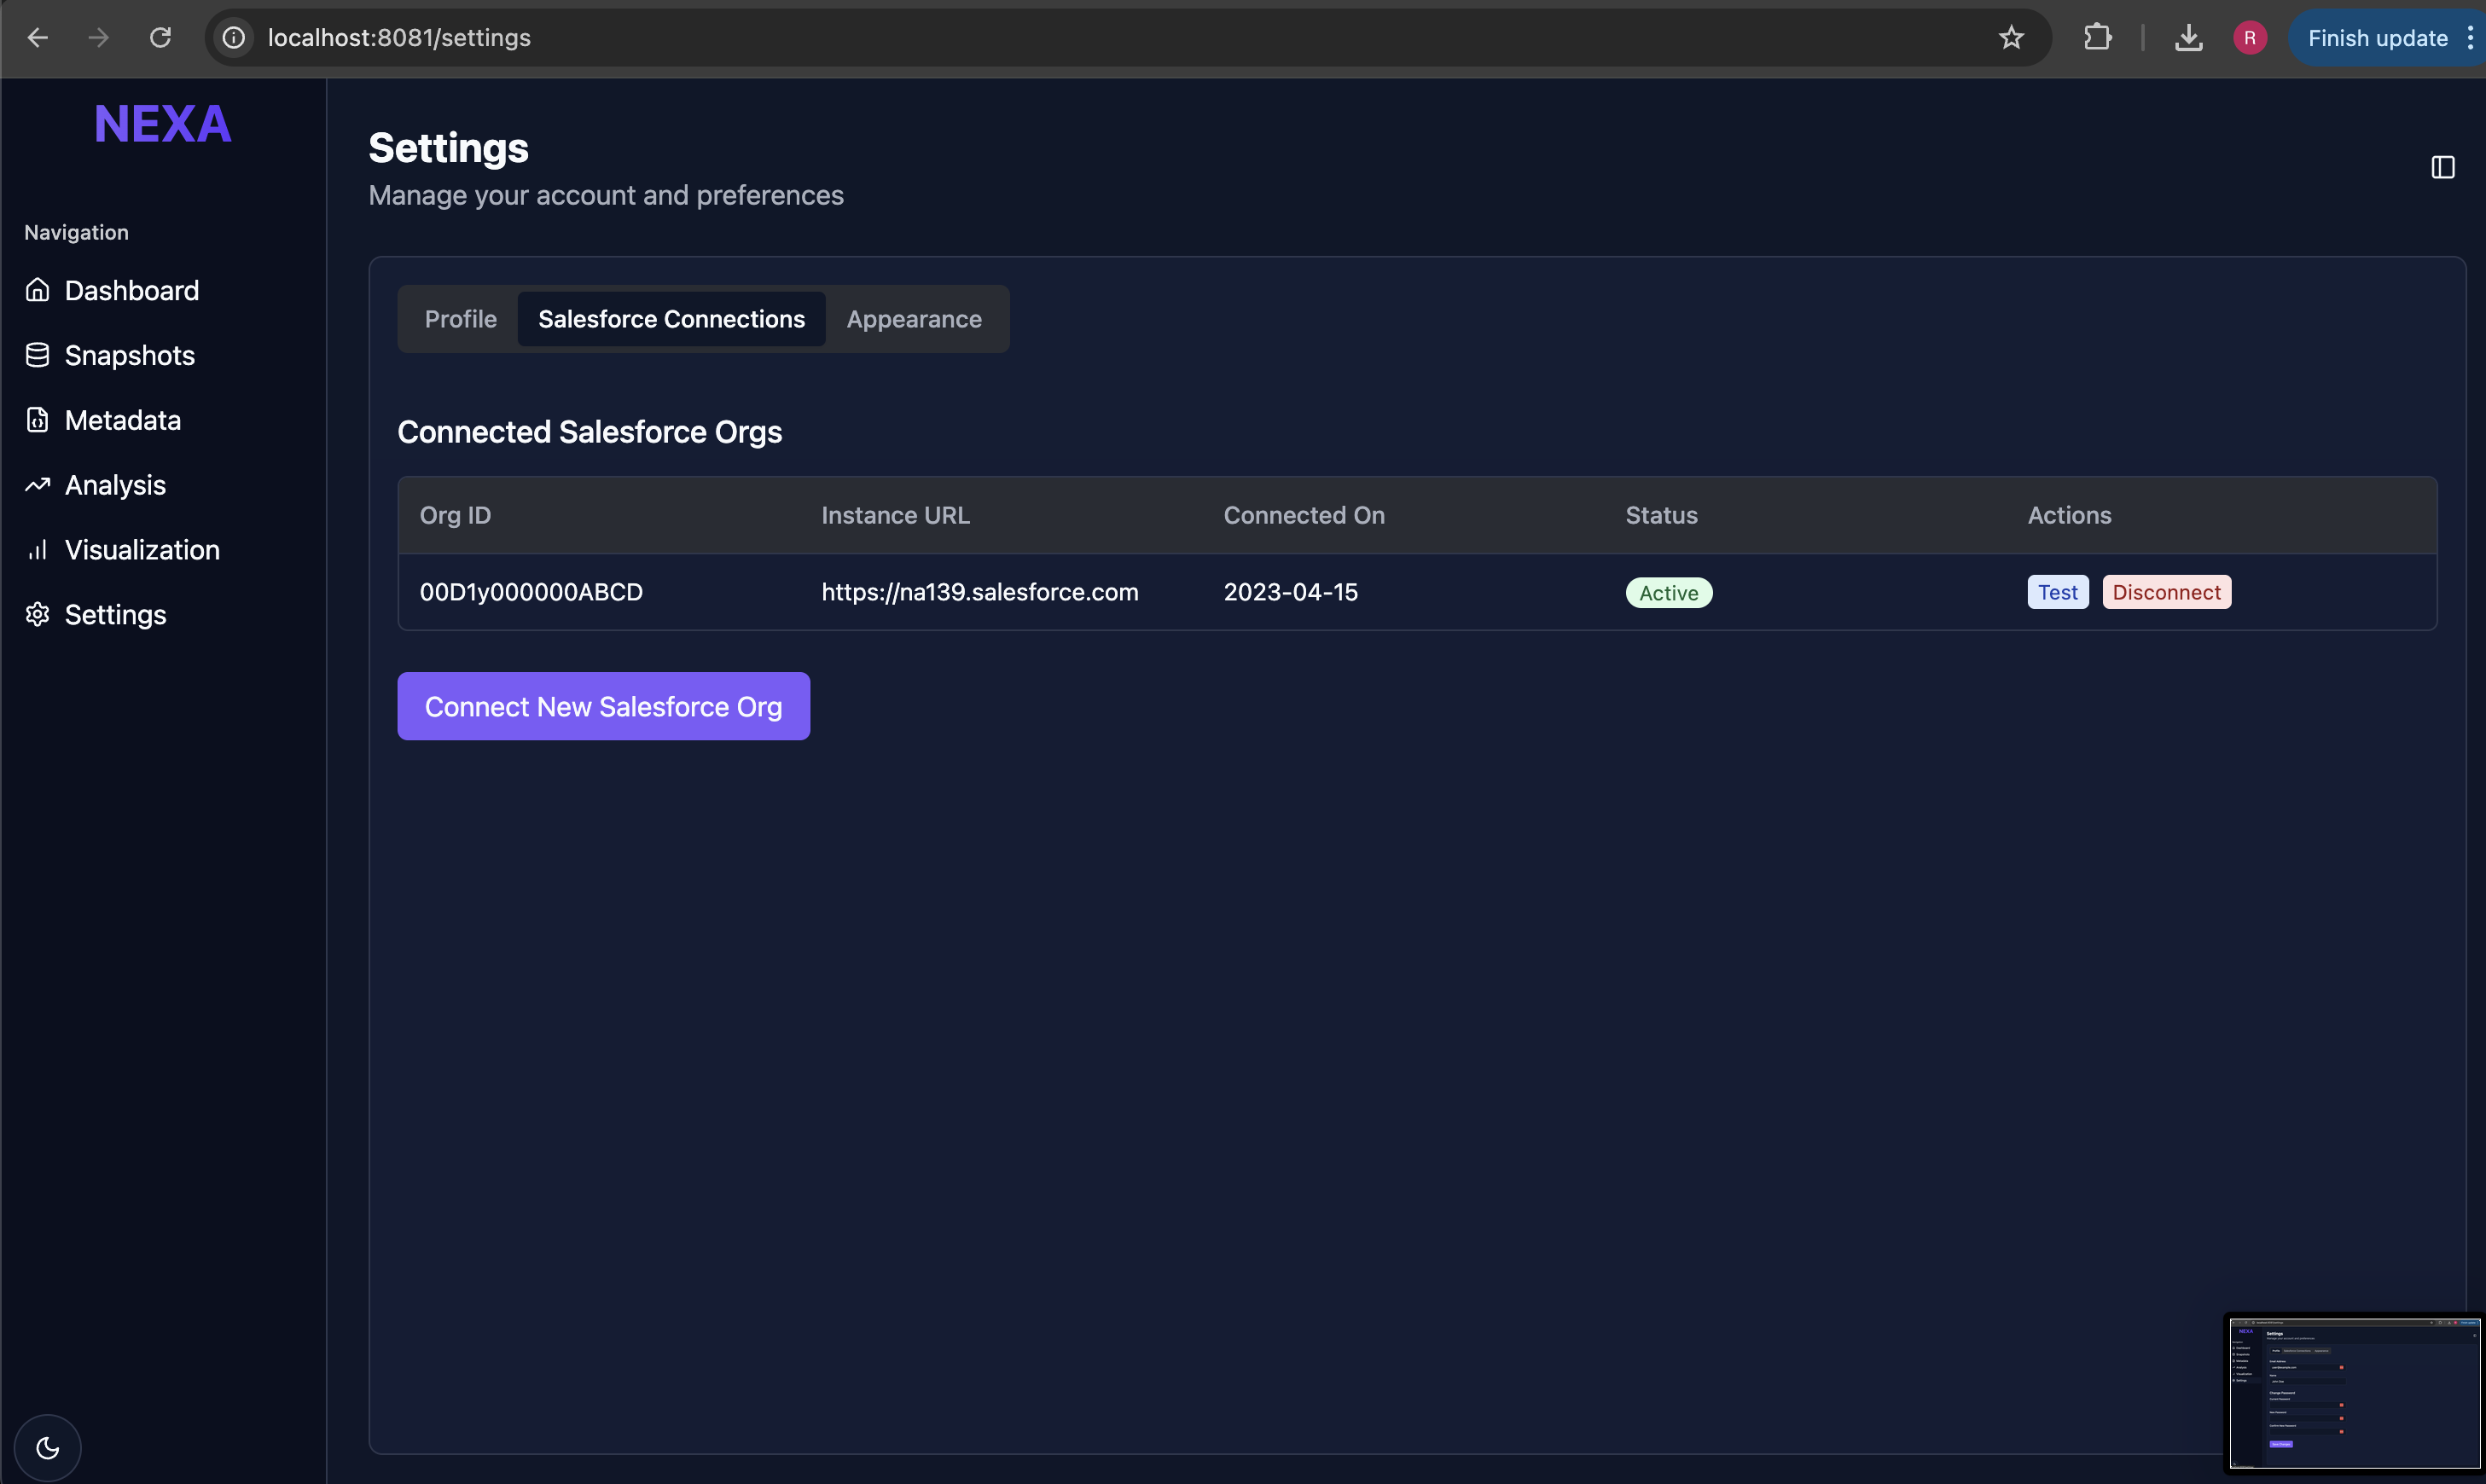 localhost:8081/settings
R
Finish update
NEXA
Settings
Manage your account and preferences
Navigation
Dashboard
Snapshots
Metadata
Analysis
Visualization
Settings
Profile Salesforce Connections Appearance
Connected Salesforce Orgs
Org ID Instance URL Connected On Status Actions
00D1y000000ABCD https://na139.salesforce.com 2023-04-15 Active Test Disconnect
Connect New Salesforce Org
NEXA
Settings